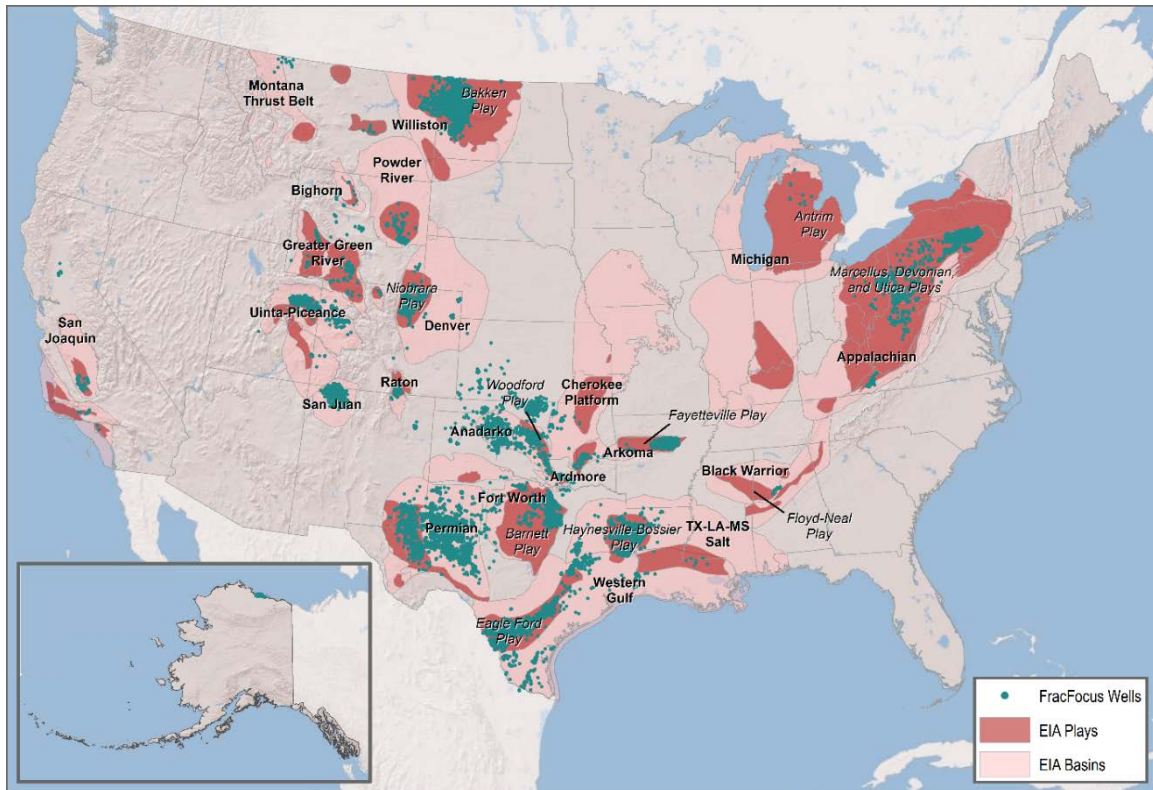 Bakken
Play
Montana
Thrust Belt
Williston
Powder
River
Bighorn
Antrim
Play
Greater Green
River
Michigan
Marcellus, Devonian,
and Utica Plays
Niobrara
Play
Uinta-Piceance
Denver
San
Joaquin
Appalachian
Raton
Woodford
Play
Cherokee
Platform
San Juan
Fayetteville Play
Anadarko
Arkoma
Black Warrior
Ardmore
Fort Worth
Floyd-Neal
Play
Permian
Barnett
Play
Haynesville-Bossier
Play
TX-LA-MS
Salt
Western
Gulf
Eagle Ford
Play
FracFocus Wells
EIA Plays
EIA Basins